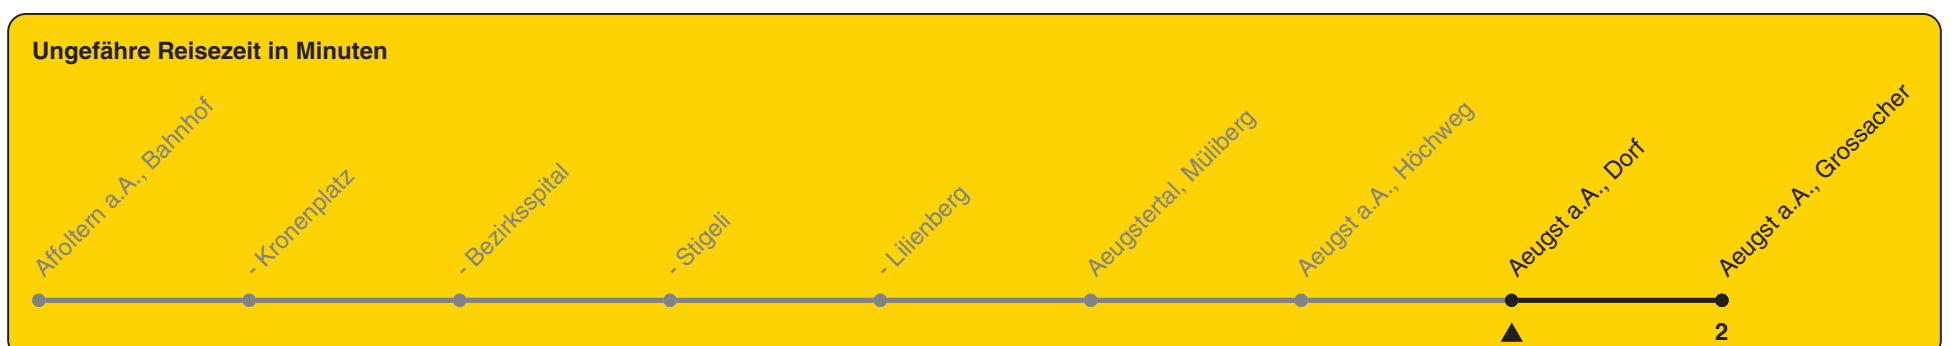 Ungefähre Reisezeit in Minuten
Affoltern a.A., Bahnhof
- Kronenplatz
- Bezirksspital
- Stigeli
- Lilienberg
Aeugstertal, Müliberg
Aeugst a.A., Höchweg
Aeugst a.A., Dorf
Aeugst a.A., Grossacher
2